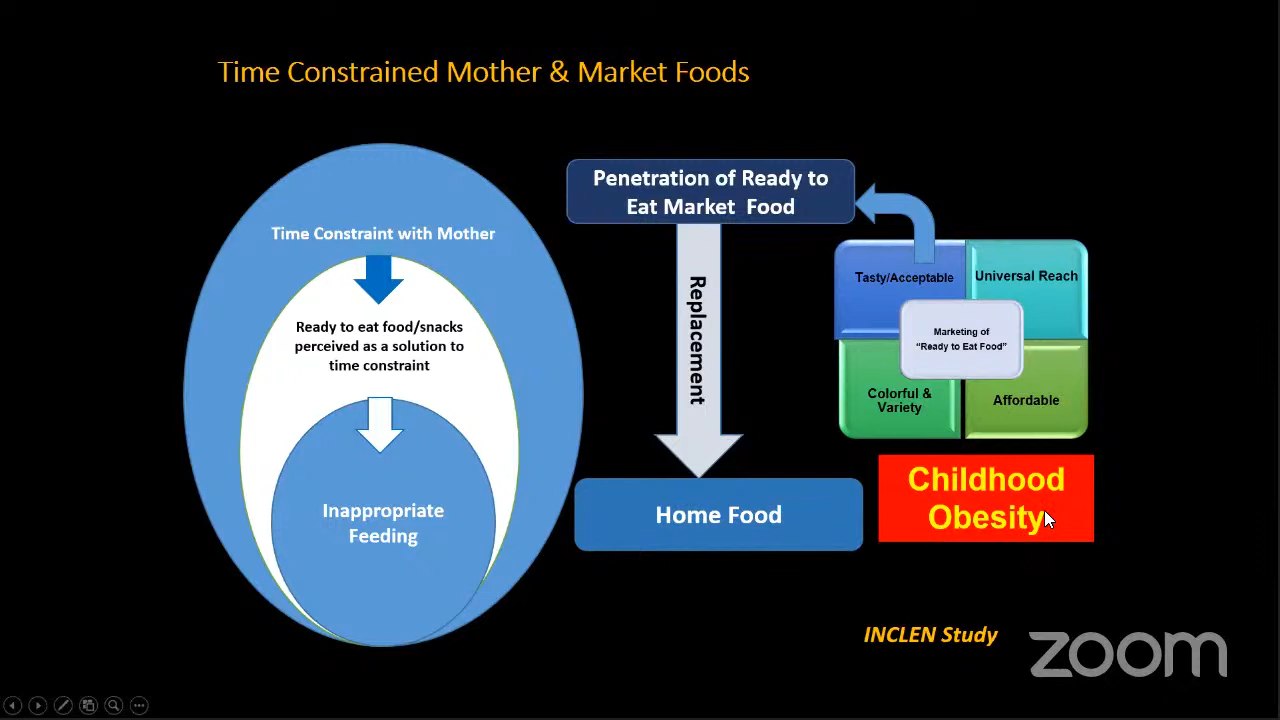 Time Constrained Mother & Market Foods
Time Constraint with Mother
Ready to eat food/snacks
perceived as a solution to
time constraint
Inappropriate
Feeding
Penetration of Ready to
Eat Market Food
Replacement
Home Food
Tasty/Acceptable
Universal Reach
Marketing of
“Ready to Eat Food”
Colorful &
Variety
Affordable
Childhood
Obesity
INCLEN Study
zoom